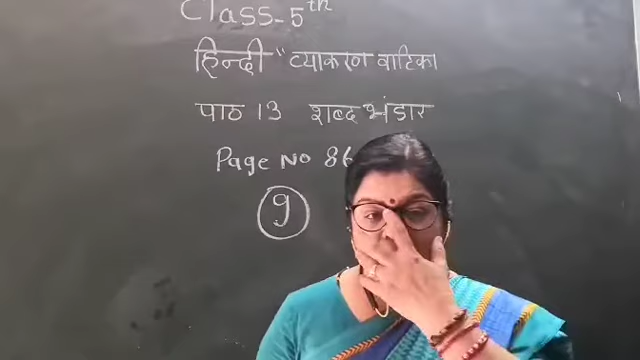 Class-5th
हिन्दी "व्याकरण वाटिका
पाठ 13 शब्द भंडार
Page No 86
9